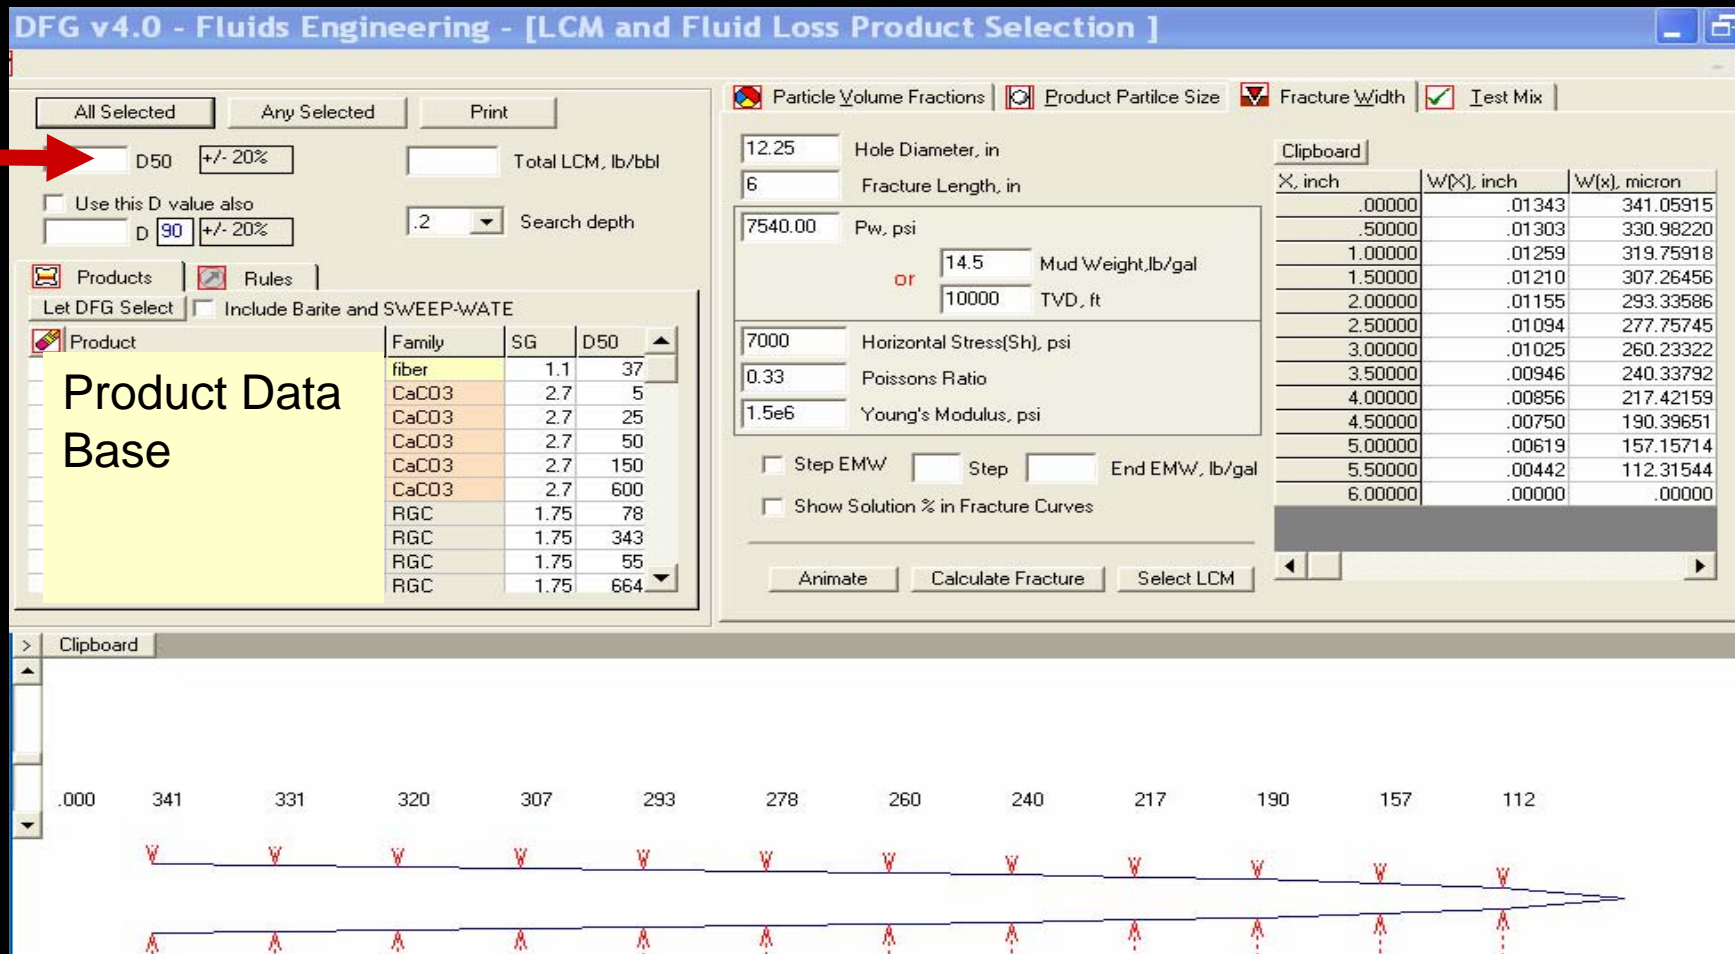 DFG v4.0 - Fluids Engineering - [LCM and Fluid Loss Product Selection ]
All Selected Any Selected Print
D50 +/- 20% Total LCM, lb/bbl
Use this D value also
D 90 +/- 20% .2 Search depth
Products Rules
Let DFG Select Include Barite and SWEEP-WATE
Product Family SG D50
Product Data
Base
fiber 1.1 37
CaCO3 2.7 5
CaCO3 2.7 25
CaCO3 2.7 50
CaCO3 2.7 150
CaCO3 2.7 600
RGC 1.75 78
RGC 1.75 343
RGC 1.75 55
RGC 1.75 664
Particle Volume Fractions Product Partilce Size Fracture Width Test Mix
12.25 Hole Diameter, in
6 Fracture Length, in
7540.00 Pw, psi
or
14.5 Mud Weight,lb/gal
10000 TVD, ft
7000 Horizontal Stress(Sh), psi
0.33 Poissons Ratio
1.5e6 Young's Modulus, psi
Step EMW Step End EMW, lb/gal
Show Solution % in Fracture Curves
Animate Calculate Fracture Select LCM
Clipboard
X, inch W(X), inch W(x), micron
.00000 .01343 341.05915
.50000 .01303 330.98220
1.00000 .01259 319.75918
1.50000 .01210 307.26456
2.00000 .01155 293.33586
2.50000 .01094 277.75745
3.00000 .01025 260.23322
3.50000 .00946 240.33792
4.00000 .00856 217.42159
4.50000 .00750 190.39651
5.00000 .00619 157.15714
5.50000 .00442 112.31544
6.00000 .00000 .00000
> Clipboard
.000 341 331 320 307 293 278 260 240 217 190 157 112